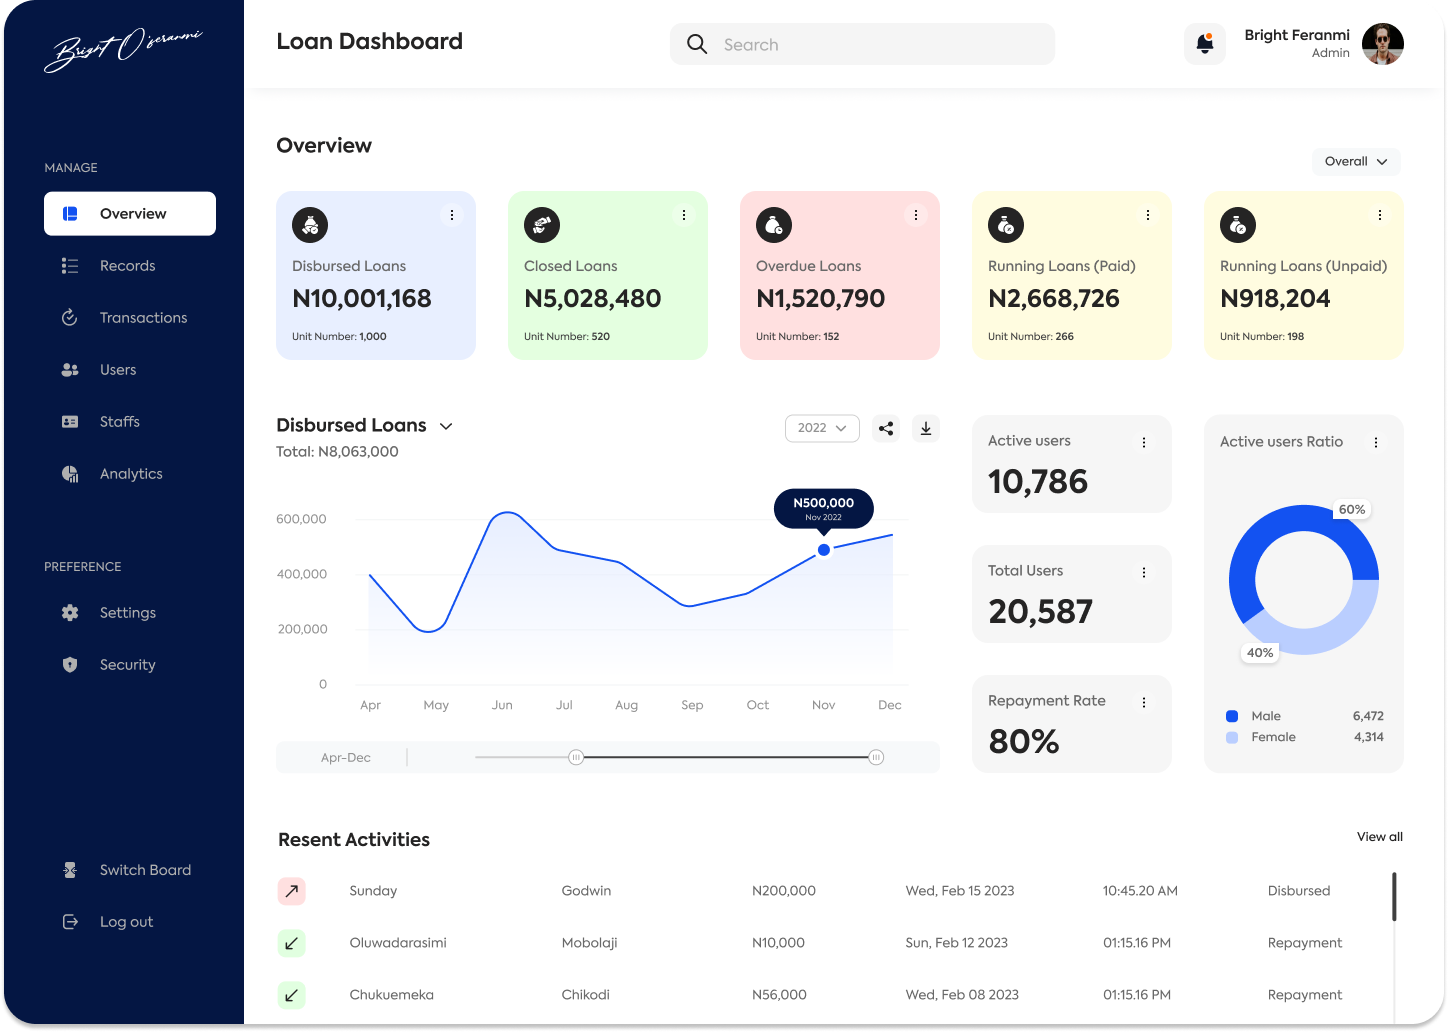 Bright O'feranmi
Loan Dashboard
Search
Bright Feranmi
Admin
MANAGE
Overview
Records
Transactions
Users
Staffs
Analytics
PREFERENCE
Settings
Security
Switch Board
Log out
Overview
Overall
Disbursed Loans
N10,001,168
Unit Number: 1,000
Closed Loans
N5,028,480
Unit Number: 520
Overdue Loans
N1,520,790
Unit Number: 152
Running Loans (Paid)
N2,668,726
Unit Number: 266
Running Loans (Unpaid)
N918,204
Unit Number: 198
Disbursed Loans
Total: N8,063,000
2022
N500,000
Nov 2022
600,000
400,000
200,000
0
Apr May Jun Jul Aug Sep Oct Nov Dec
Apr-Dec
Active users
10,786
Total Users
20,587
Repayment Rate
80%
Active users Ratio
60%
40%
Male 6,472
Female 4,314
Resent Activities
View all
Sunday Godwin N200,000 Wed, Feb 15 2023 10:45.20 AM Disbursed
Oluwadarasimi Mobolaji N10,000 Sun, Feb 12 2023 01:15.16 PM Repayment
Chukuemeka Chikodi N56,000 Wed, Feb 08 2023 01:15.16 PM Repayment